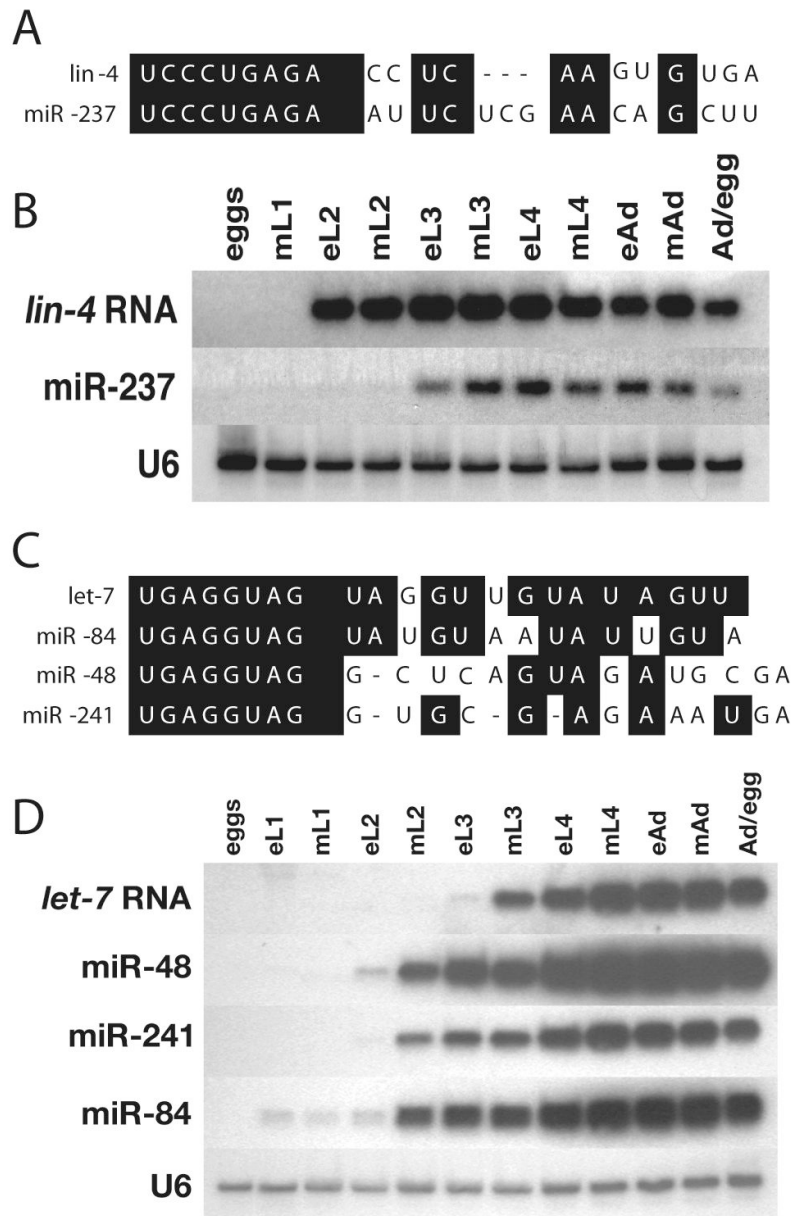 A
lin-4 UCCCUGAGA CC UC --- AA GU G UGA
miR -237 UCCCUGAGA AU UC UCG AA CA G CUU
B
eggs mL1 eL2 mL2 eL3 mL3 eL4 mL4 eAd mAd Ad/egg
lin-4 RNA
miR-237
U6
C
let-7 UGAGGUAG UA G GU U GUA U A GUU
miR -84 UGAGGUAG UA U GU A A UA U U GU A
miR -48 UGAGGUAG G - C U C A G UA G A UG C GA
miR -241 UGAGGUAG G - U G C - G - A G A AA U GA
D
eggs eL1 mL1 eL2 mL2 eL3 mL3 eL4 mL4 eAd mAd Ad/egg
let-7 RNA
miR-48
miR-241
miR-84
U6